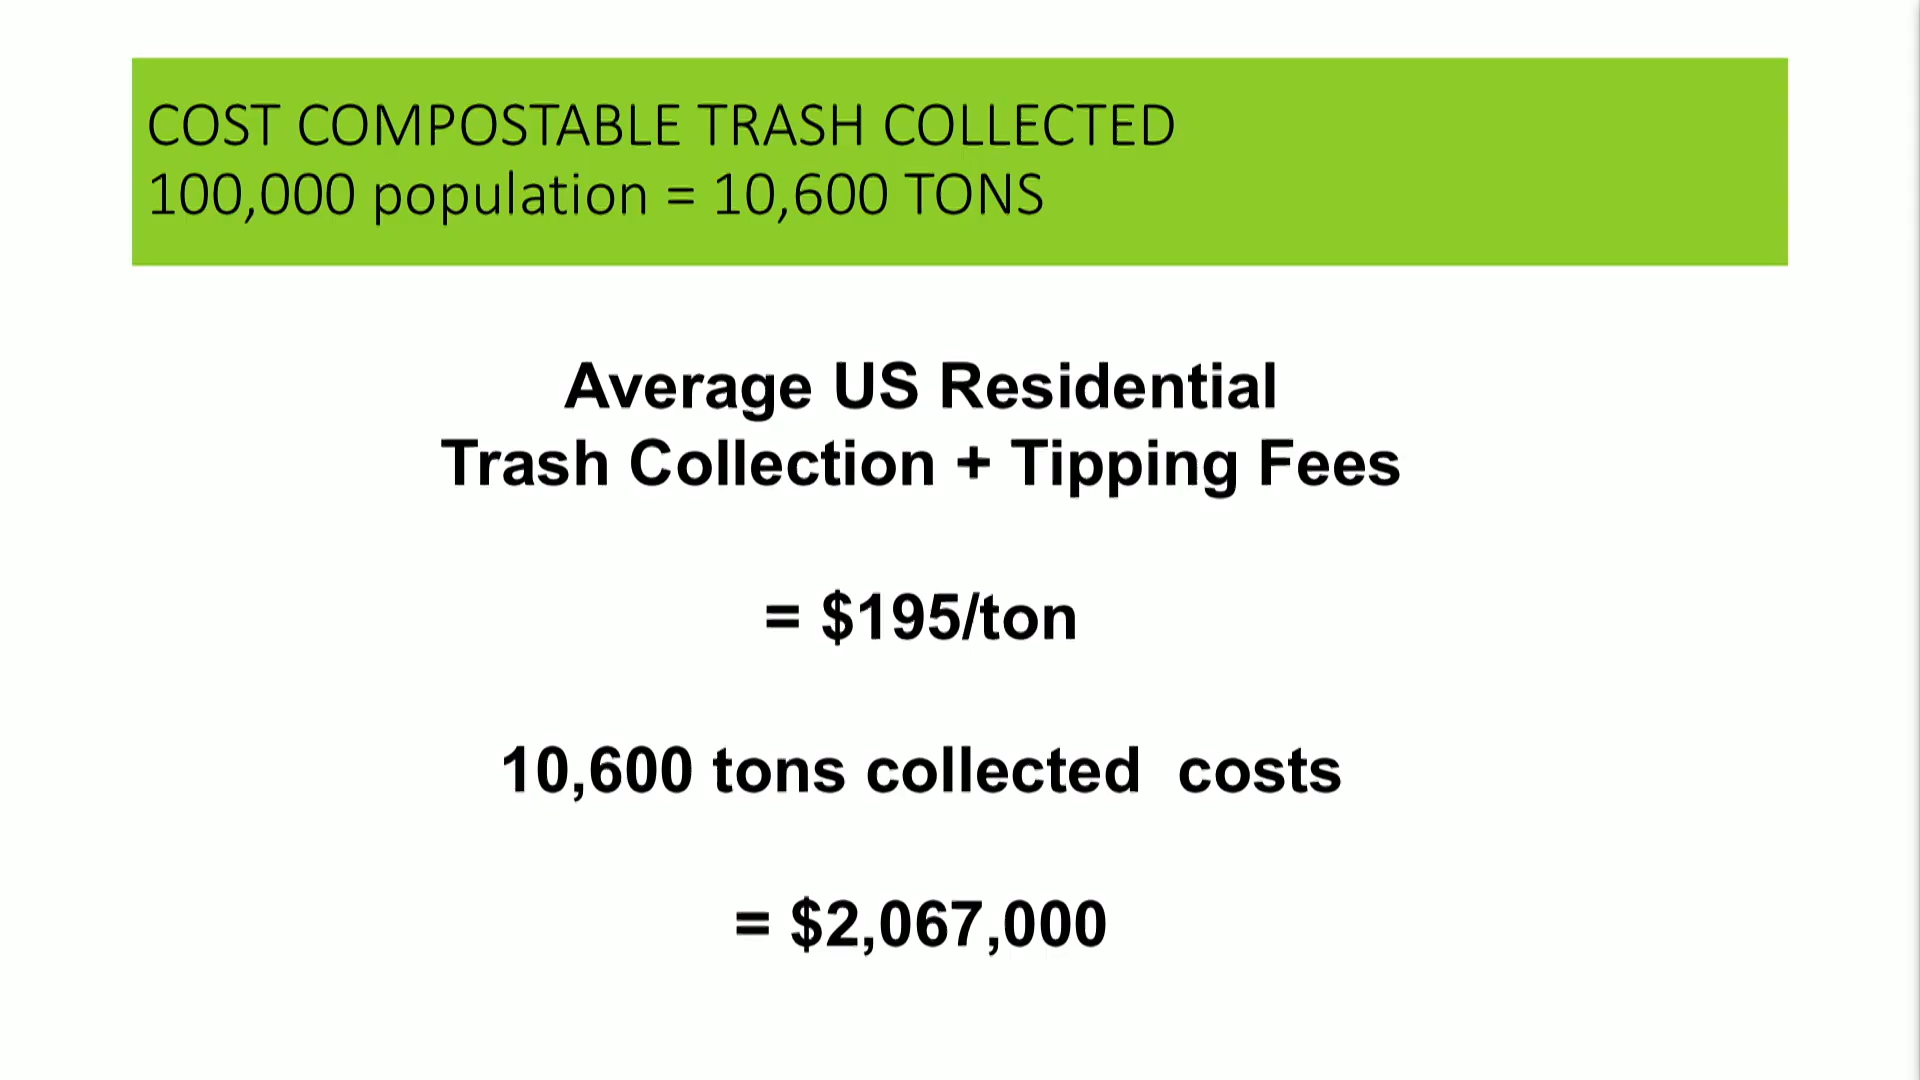 COST COMPOSTABLE TRASH COLLECTED
100,000 population = 10,600 TONS
Average US Residential
Trash Collection + Tipping Fees
= $195/ton
10,600 tons collected  costs
= $2,067,000